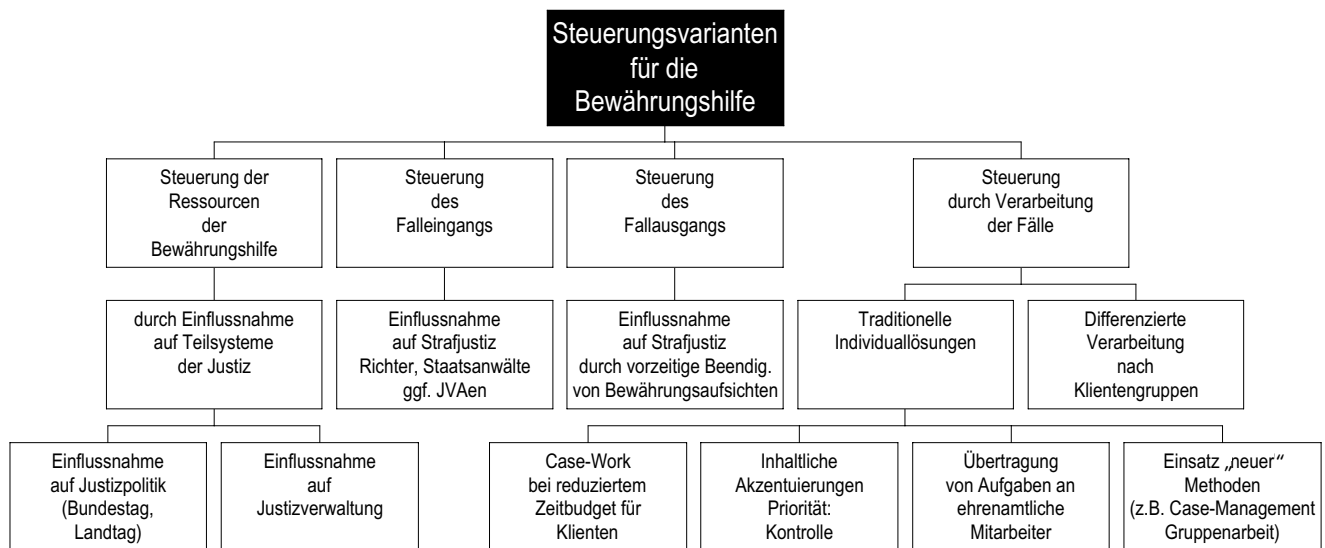 Steuerungsvarianten
für die
Bewährungshilfe
Steuerung der
Ressourcen
der
Bewährungshilfe
Steuerung
des
Falleingangs
Steuerung
des
Fallausgangs
Steuerung
durch Verarbeitung
der Fälle
durch Einflussnahme
auf Teilsysteme
der Justiz
Einflussnahme
auf Strafjustiz
Richter, Staatsanwälte
ggf. JVAen
Einflussnahme
auf Strafjustiz
durch vorzeitige Beendig.
von Bewährungsaufsichten
Traditionelle
Individuallösungen
Differenzierte
Verarbeitung
nach
Klientengruppen
Einflussnahme
auf Justizpolitik
(Bundestag,
Landtag)
Einflussnahme
auf
Justizverwaltung
Case-Work
bei reduziertem
Zeitbudget für
Klienten
Inhaltliche
Akzentuierungen
Priorität:
Kontrolle
Übertragung
von Aufgaben an
ehrenamtliche
Mitarbeiter
Einsatz „neuer“
Methoden
(z.B. Case-Management
Gruppenarbeit)